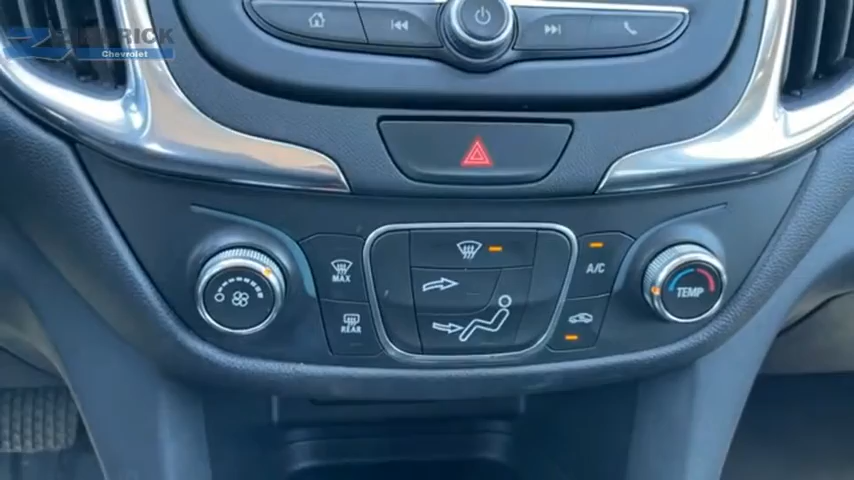 Chevrolet
MAX
A/C
REAR
TEMP